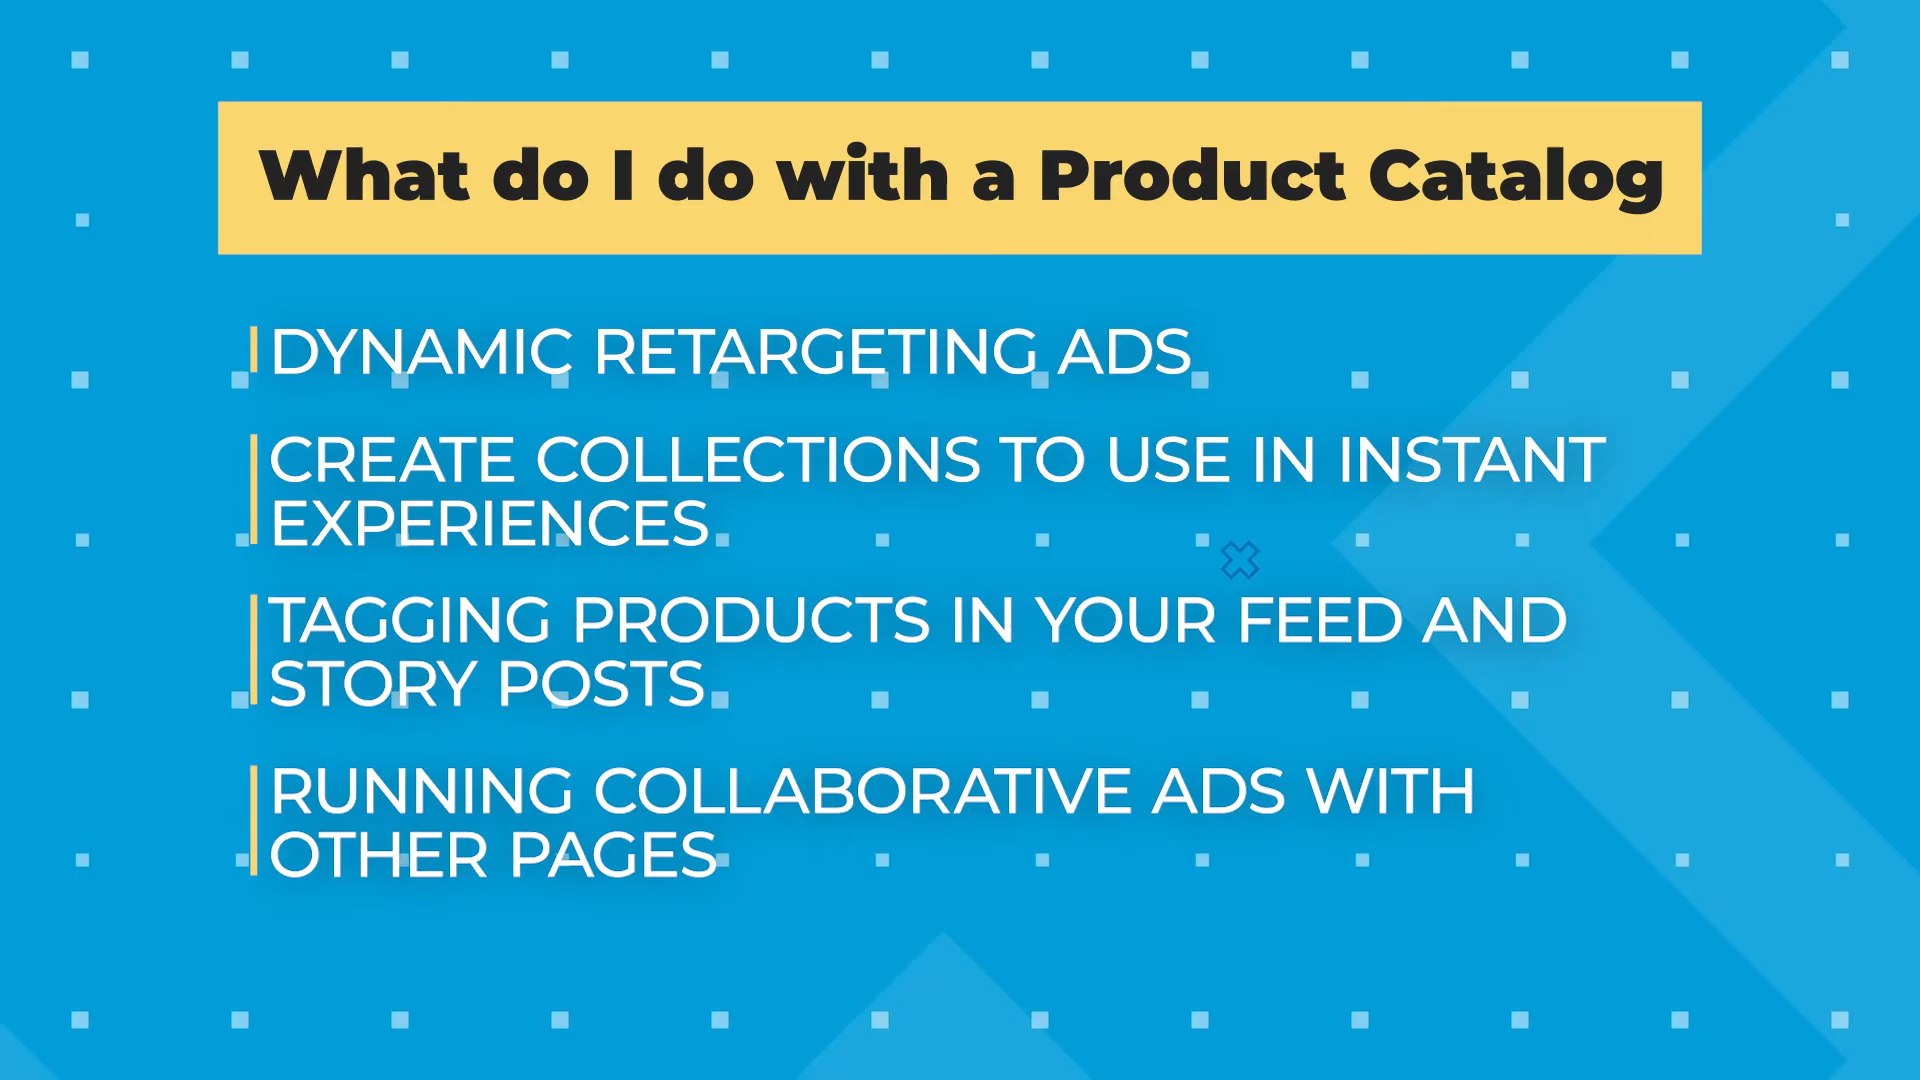 What do I do with a Product Catalog
DYNAMIC RETARGETING ADS
CREATE COLLECTIONS TO USE IN INSTANT
EXPERIENCES
TAGGING PRODUCTS IN YOUR FEED AND
STORY POSTS
RUNNING COLLABORATIVE ADS WITH
OTHER PAGES